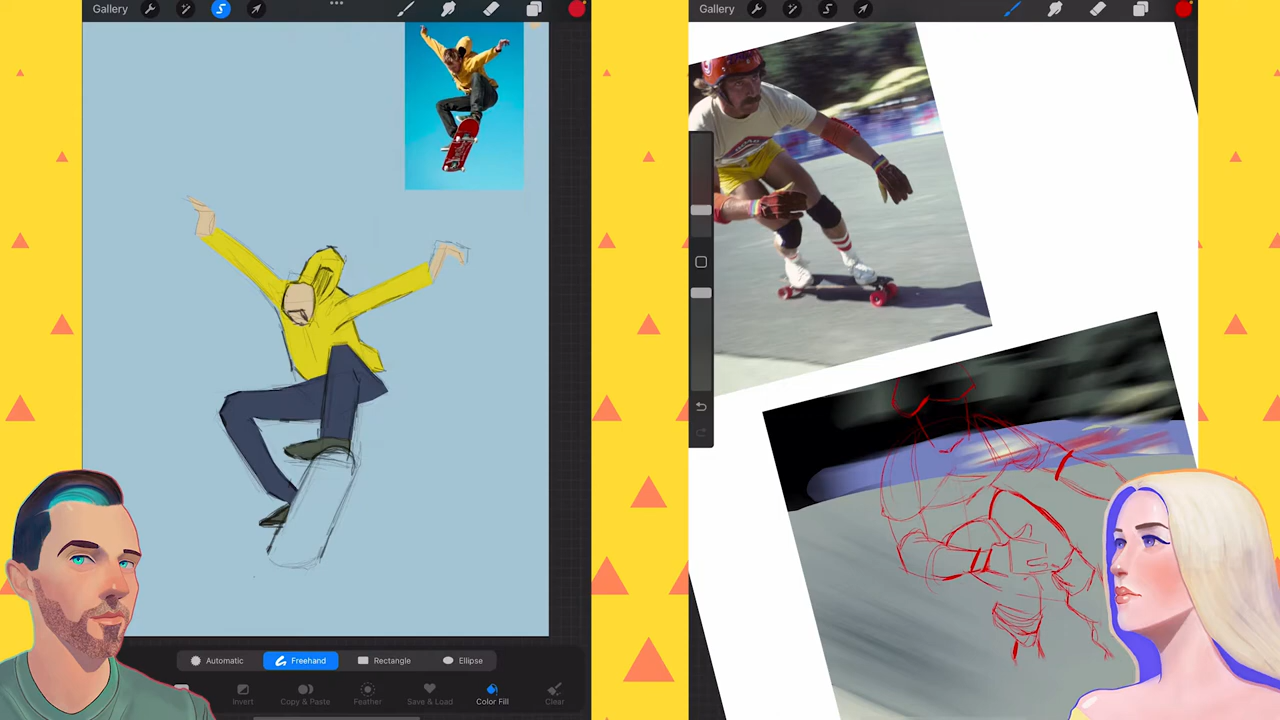 Gallery
Gallery
Automatic
Freehand
Rectangle
Ellipse
Invert
Copy & Paste
Feather
Save & Load
Color Fill
Clear